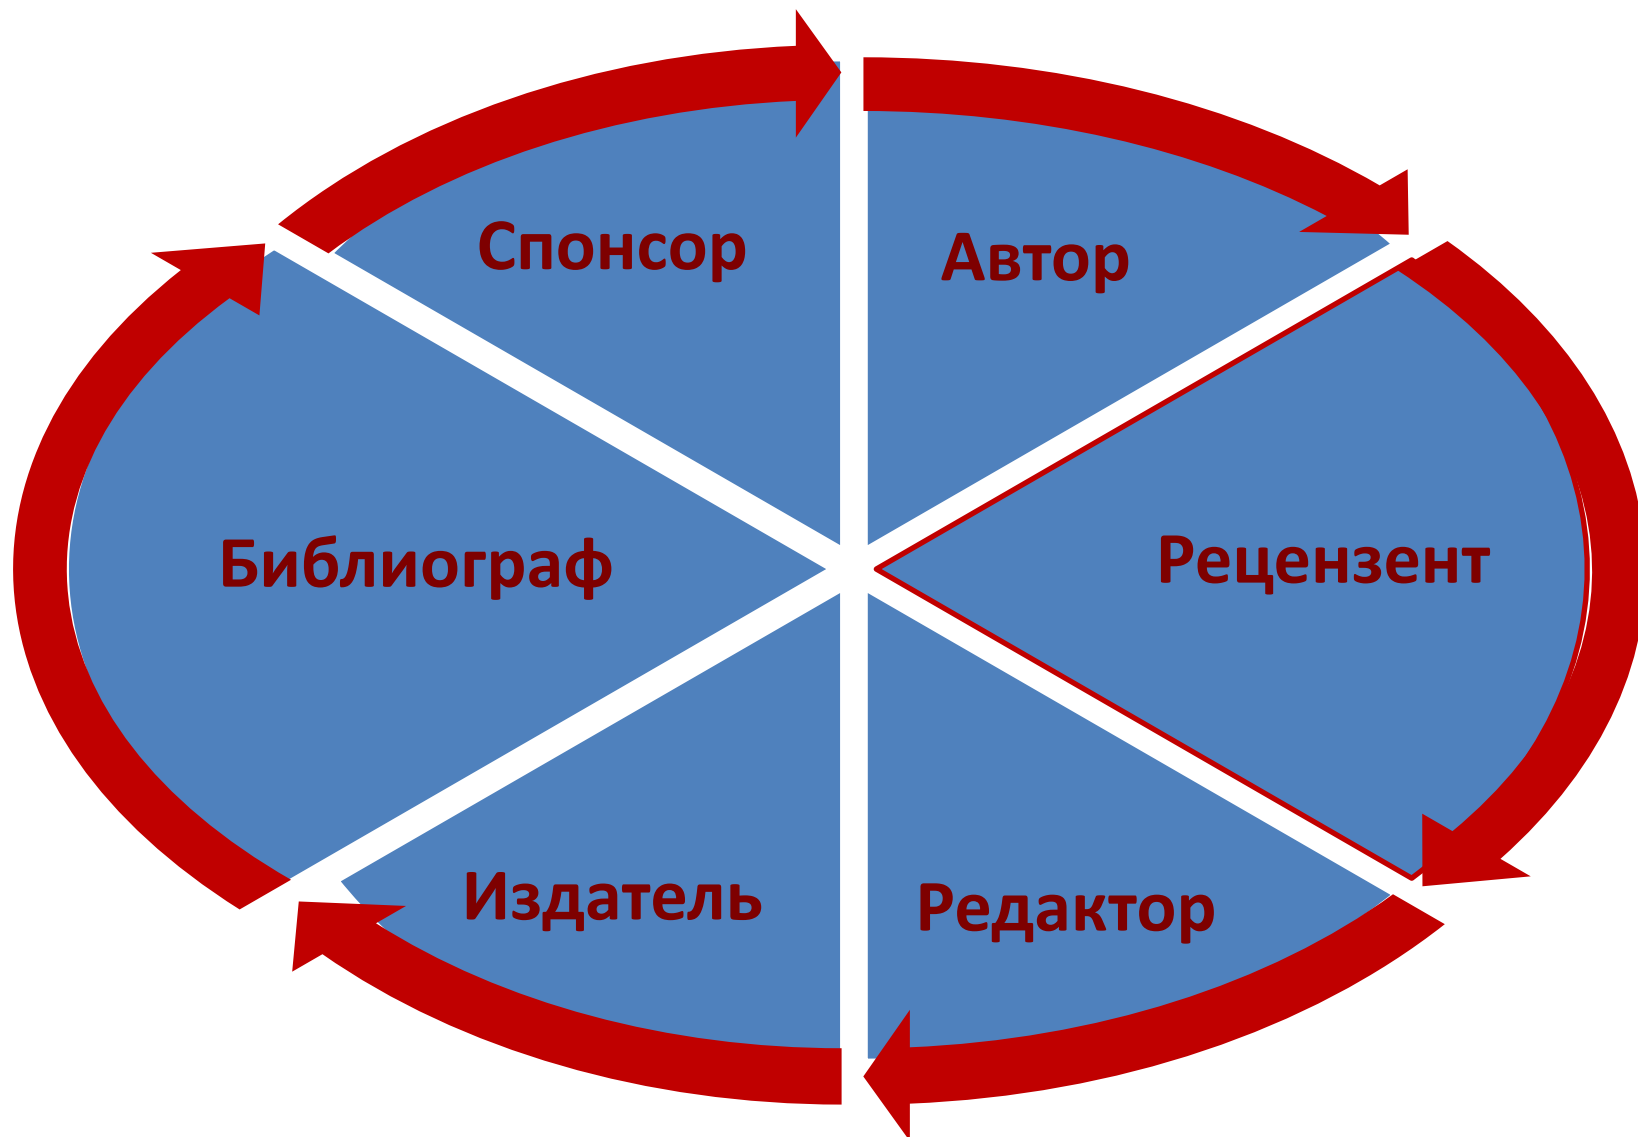 Спонсор
Автор
Библиограф
Рецензент
Издатель
Редактор